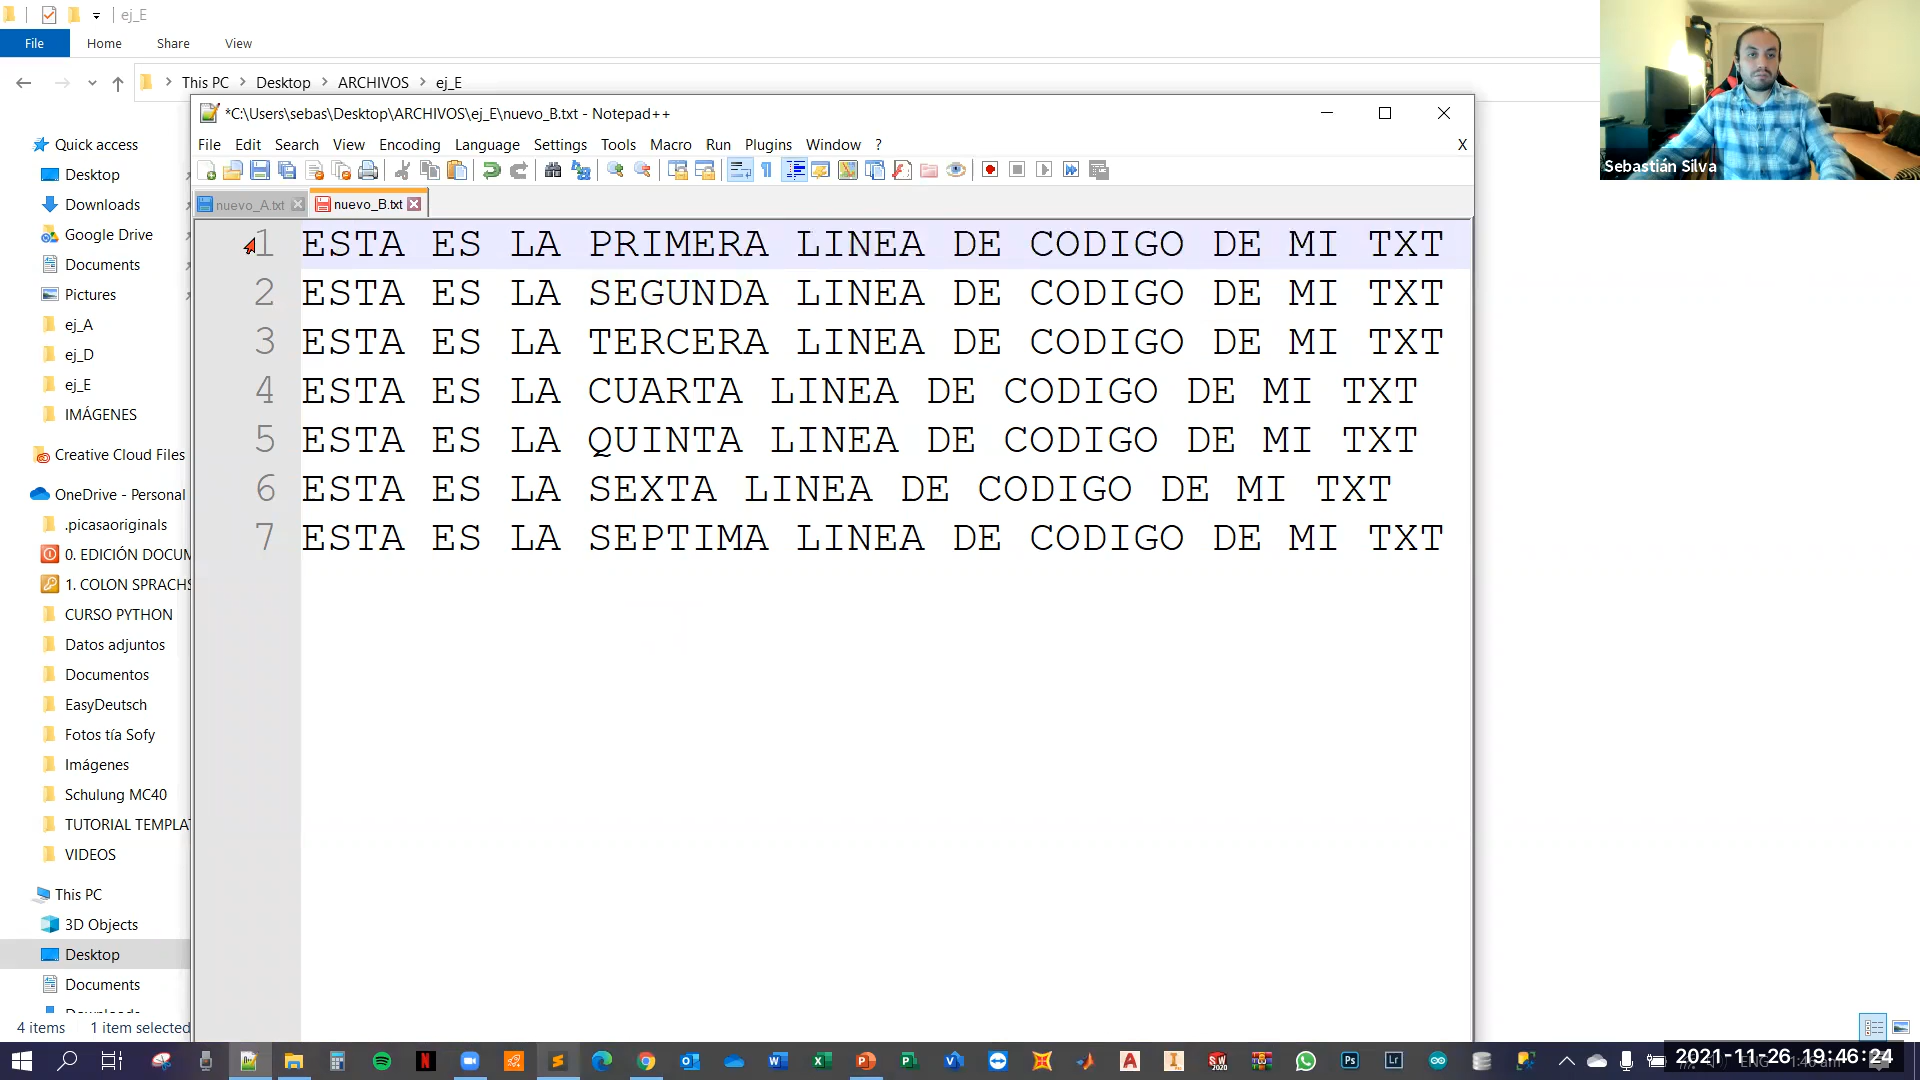 ej_E
File Home Share View
This PC Desktop ARCHIVOS ej_E
Sebastián Silva
*C:\Users\sebas\Desktop\ARCHIVOS\ej_E\nuevo_B.txt - Notepad++
File Edit Search View Encoding Language Settings Tools Macro Run Plugins Window ? X
nuevo_A.txt nuevo_B.txt
1 ESTA ES LA PRIMERA LINEA DE CODIGO DE MI TXT
2 ESTA ES LA SEGUNDA LINEA DE CODIGO DE MI TXT
3 ESTA ES LA TERCERA LINEA DE CODIGO DE MI TXT
4 ESTA ES LA CUARTA LINEA DE CODIGO DE MI TXT
5 ESTA ES LA QUINTA LINEA DE CODIGO DE MI TXT
6 ESTA ES LA SEXTA LINEA DE CODIGO DE MI TXT
7 ESTA ES LA SEPTIMA LINEA DE CODIGO DE MI TXT
Quick access
Desktop
Downloads
Google Drive
Documents
Pictures
ej_A
ej_D
ej_E
IMÁGENES
Creative Cloud Files
OneDrive - Personal
.picasaoriginals
0. EDICIÓN DOCUM
1. COLON SPRACHS
CURSO PYTHON
Datos adjuntos
Documentos
EasyDeutsch
Fotos tía Sofy
Imágenes
Schulung MC40
TUTORIAL TEMPLA
VIDEOS
This PC
3D Objects
Desktop
Documents
4 items 1 item selected
2021-11-26 19:46:24